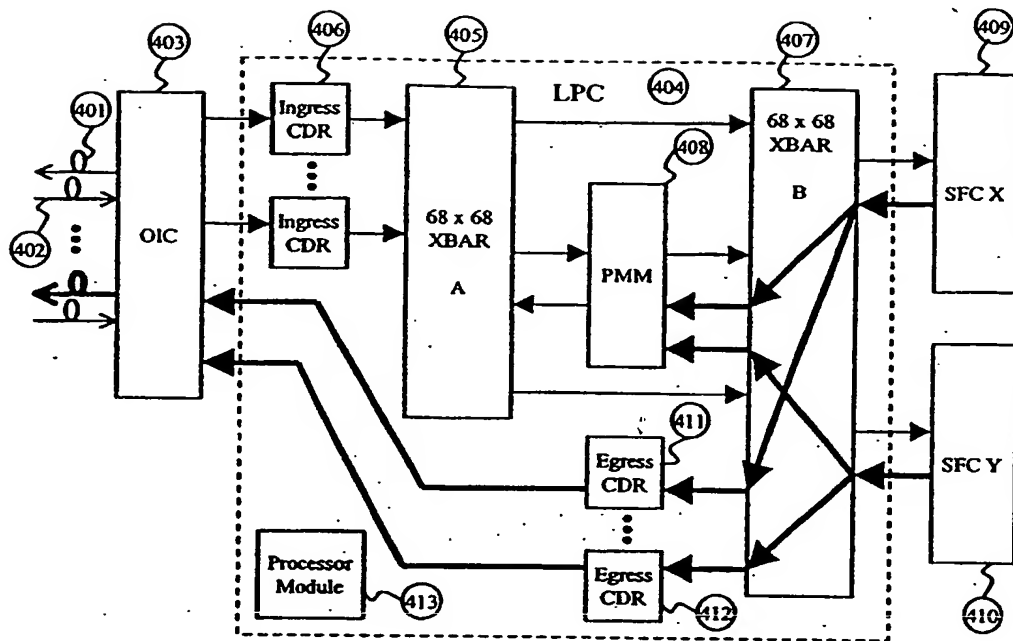 403
406
405
407
409
LPC
404
401
Ingress
CDR
68 x 68
XBAR
B
408
Ingress
CDR
SFC X
402
OIC
68 x 68
XBAR
A
PMM
411
Egress
CDR
SFC Y
Processor
Module
413
Egress
CDR
412
410